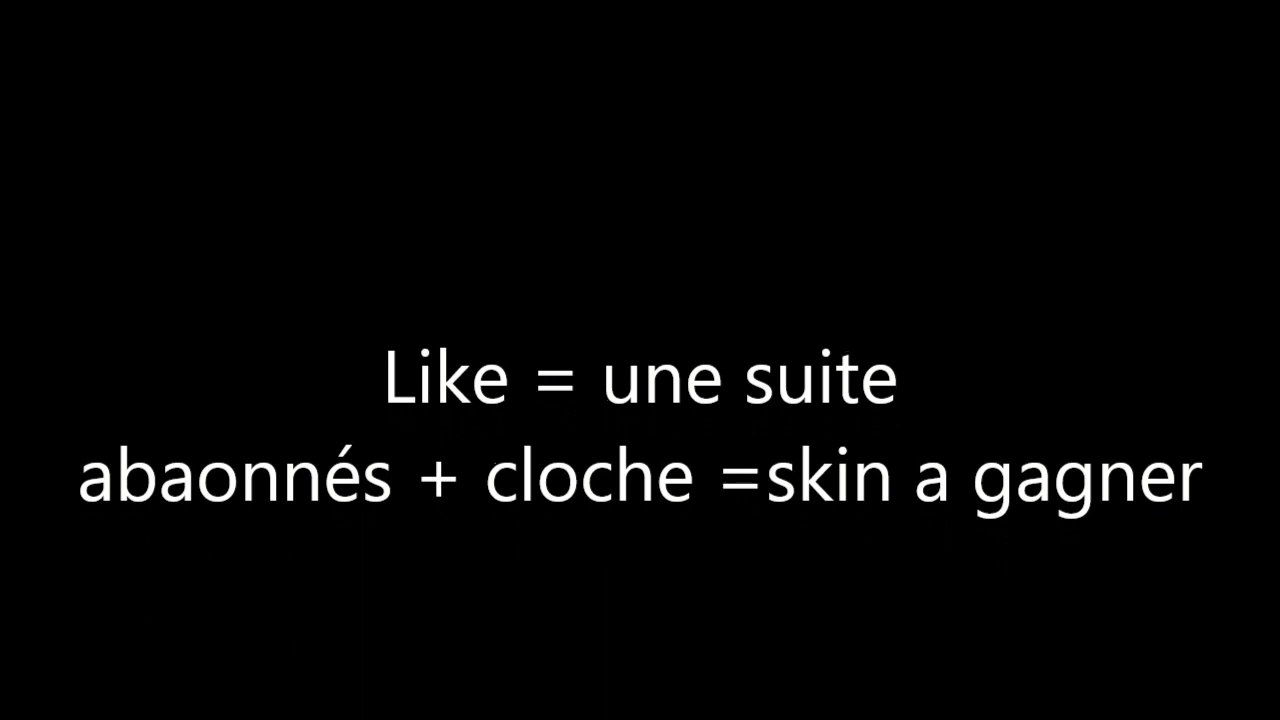 Like = une suite
abaonnés + cloche =skin a gagner